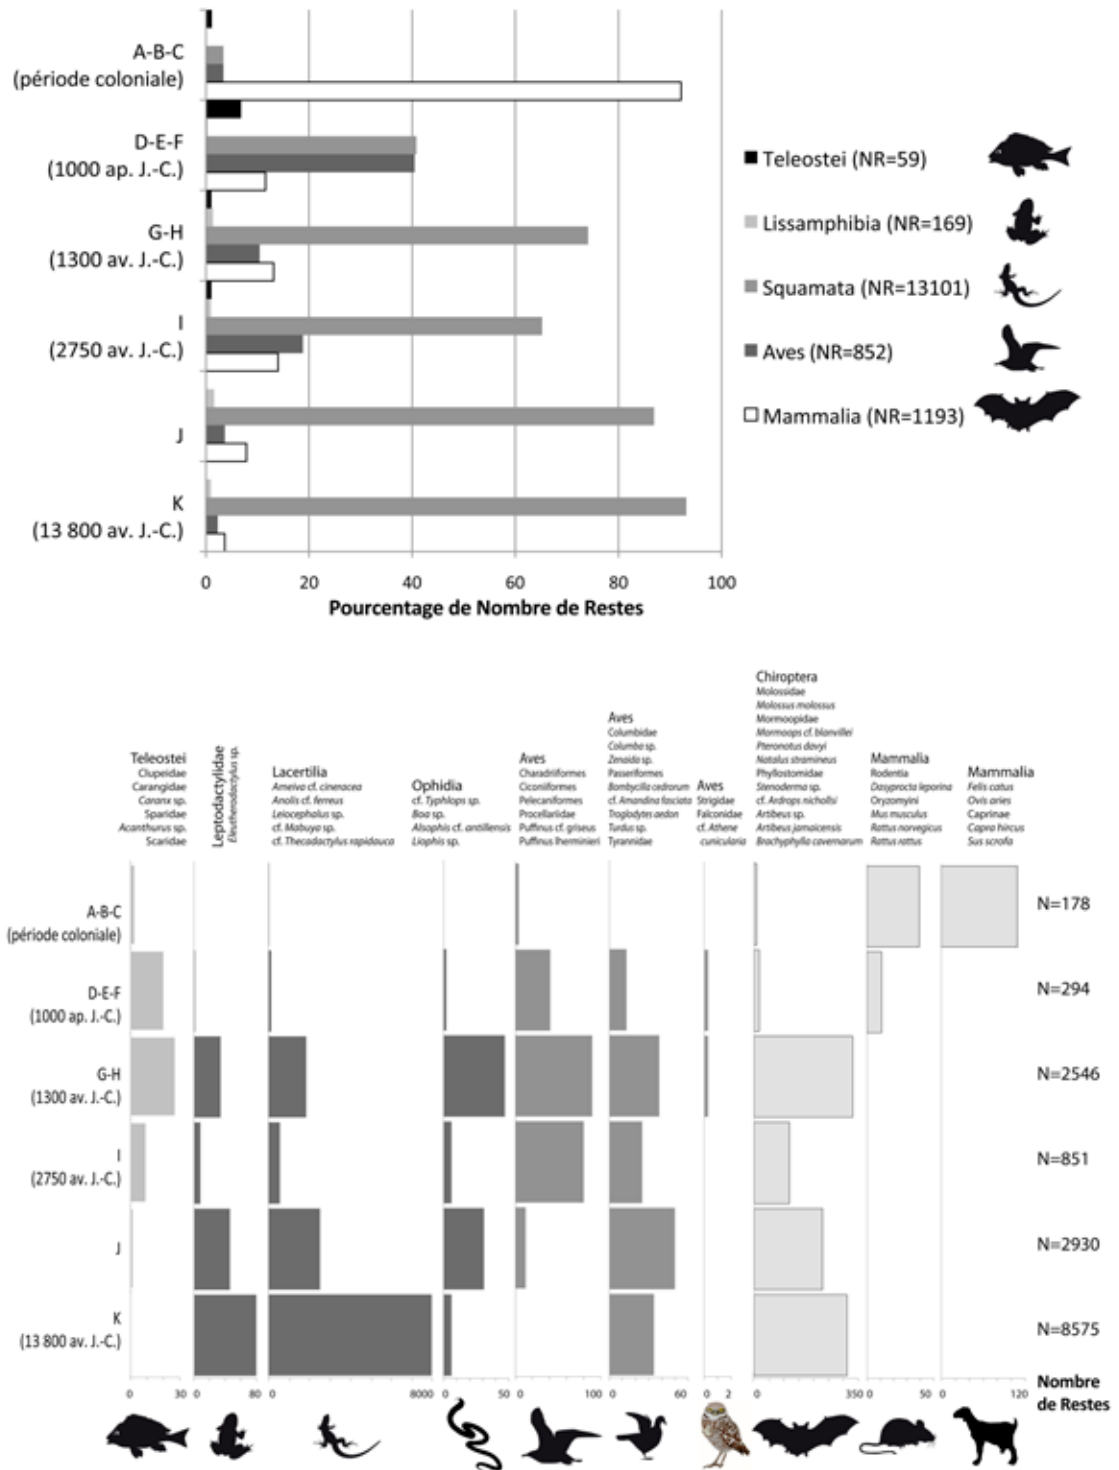 A-B-C
(période coloniale)
D-E-F
(1000 ap. J.-C.)
G-H
(1300 av. J.-C.)
I
(2750 av. J.-C.)
J
K
(13 800 av. J.-C.)
0 20 40 60 80 100
Pourcentage de Nombre de Restes
Teleostei (NR=59)
Lissamphibia (NR=169)
Squamata (NR=13101)
Aves (NR=852)
Mammalia (NR=1193)
Teleostei
Clupeidae
Carangidae
Caranx sp.
Sparidae
Acanthurus sp.
Scaridae
Leptodactylidae
Eleutherodactylus sp.
Lacertilia
Ameiva cf. cineracea
Anolis cf. ferreus
Leiocephalus sp.
cf. Mabuya sp.
cf. Thecadactylus rapidauca
Ophidia
cf. Typhlops sp.
Boa sp.
Alsophis cf. antillensis
Liophis sp.
Aves
Charadriiformes
Ciconiiformes
Pelecaniformes
Procellariidae
Puffinus cf. griseus
Puffinus lherminieri
Aves
Columbidae
Columba sp.
Zenaida sp.
Passeriformes
Bombycilla cedrorum
cf. Amandina fasciata
Troglodytes aedon
Turdus sp.
Tyrannidae
Aves
Strigidae
Falconidae
cf. Athene
cunicularia
Chiroptera
Molossidae
Molossus molossus
Mormoopidae
Mormoops cf. blanvillei
Pteronotus davyi
Natalus stramineus
Phyllostomidae
Stenoderma sp.
cf. Ardrops nichollsi
Artibeus sp.
Artibeus jamaicensis
Brachyphylla cavernarum
Mammalia
Rodentia
Dasyprocta leporina
Oryzomyini
Mus musculus
Rattus norvegicus
Rattus rattus
Mammalia
Felis catus
Ovis aries
Caprinae
Capra hircus
Sus scrofa
A-B-C
(période coloniale)
N=178
D-E-F
(1000 ap. J.-C.)
N=294
G-H
(1300 av. J.-C.)
N=2546
I
(2750 av. J.-C.)
N=851
J
N=2930
K
(13 800 av. J.-C.)
N=8575
0 30 0 80 0 8000 0 50 0 100 0 60 0 2 0 350 0 50 0 120
Nombre
de Restes